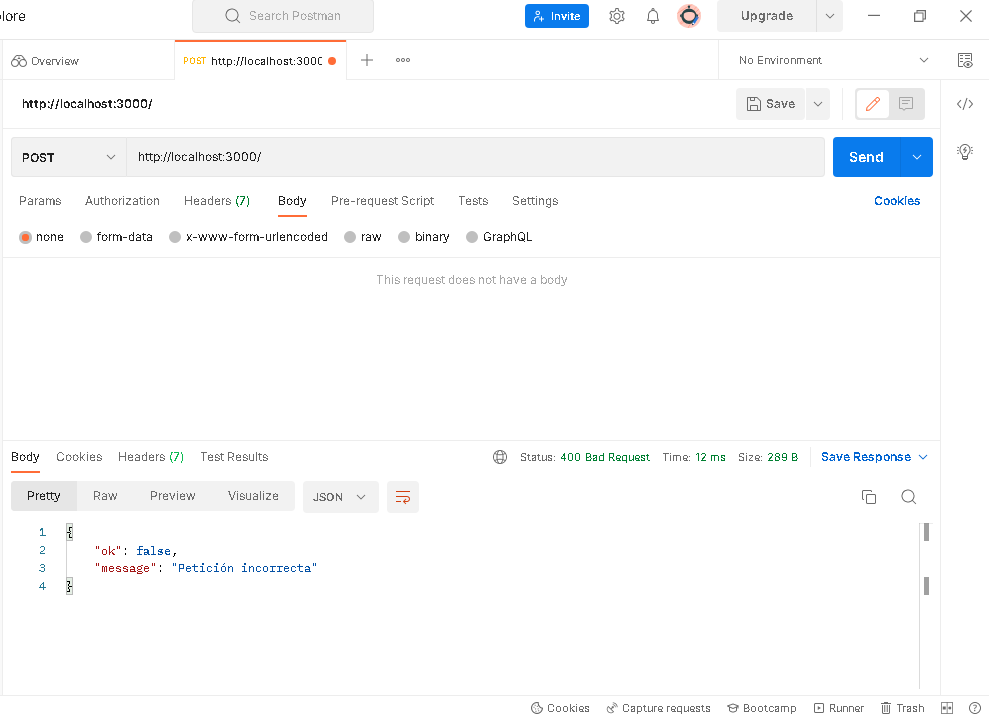 lore Search Postman Invite Upgrade
Overview POST http://localhost:3000 No Environment
http://localhost:3000/ Save
POST http://localhost:3000/ Send
Params Authorization Headers (7) Body Pre-request Script Tests Settings Cookies
none form-data x-www-form-urlencoded raw binary GraphQL
This request does not have a body
Body Cookies Headers (7) Test Results Status: 400 Bad Request Time: 12 ms Size: 289 B Save Response
Pretty Raw Preview Visualize JSON
1 {
2 "ok": false,
3 "message": "Petición incorrecta"
4 }
Cookies Capture requests Bootcamp Runner Trash